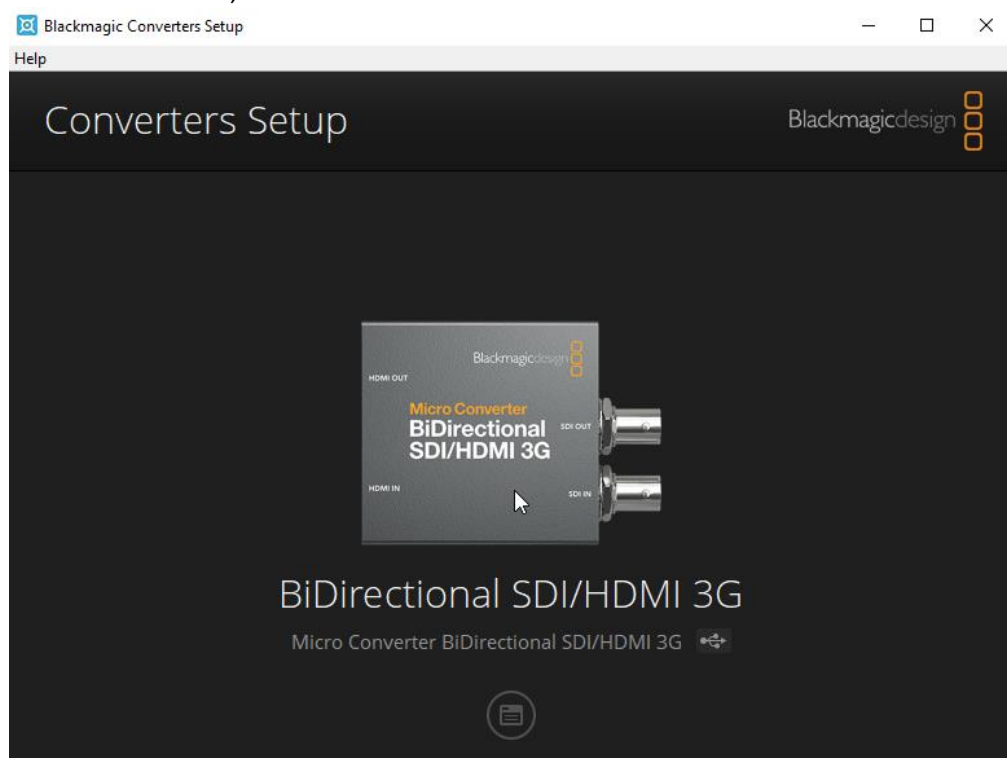 Blackmagic Converters Setup
Help
Converters Setup
Blackmagicdesign
Blackmagicdesign
HDMI OUT
Micro Converter
BiDirectional
SDI/HDMI 3G
SDI OUT
HDMI IN
SDI IN
BiDirectional SDI/HDMI 3G
Micro Converter BiDirectional SDI/HDMI 3G